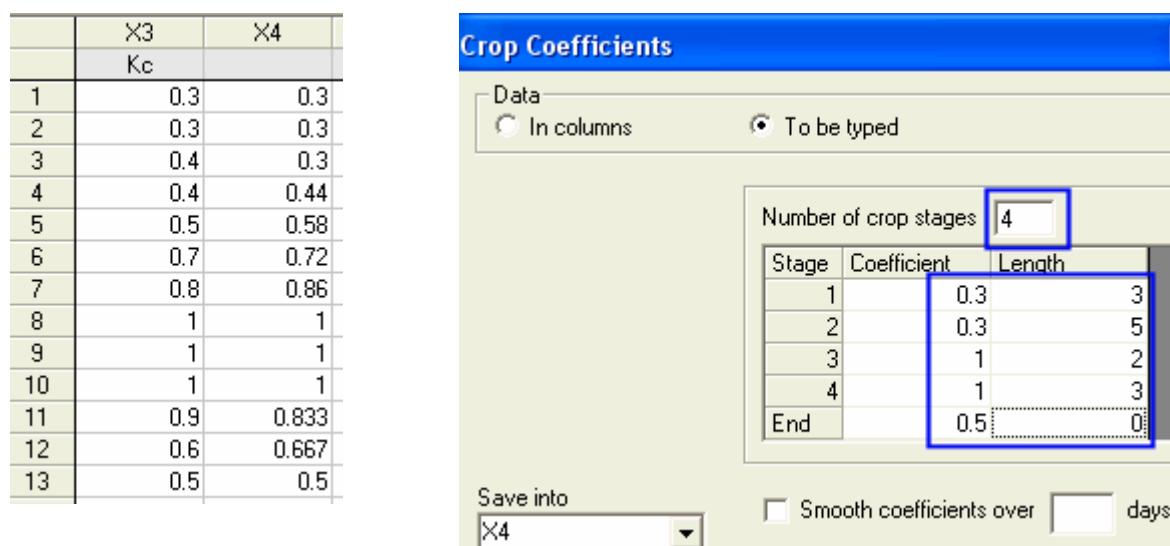 X3 X4
Kc
1 0.3 0.3
2 0.3 0.3
3 0.4 0.3
4 0.4 0.44
5 0.5 0.58
6 0.7 0.72
7 0.8 0.86
8 1 1
9 1 1
10 1 1
11 0.9 0.833
12 0.6 0.667
13 0.5 0.5
Crop Coefficients
Data
In columns To be typed
Number of crop stages 4
Stage Coefficient Length
1 0.3 3
2 0.3 5
3 1 2
4 1 3
End 0.5 0
Save into
X4
Smooth coefficients over days